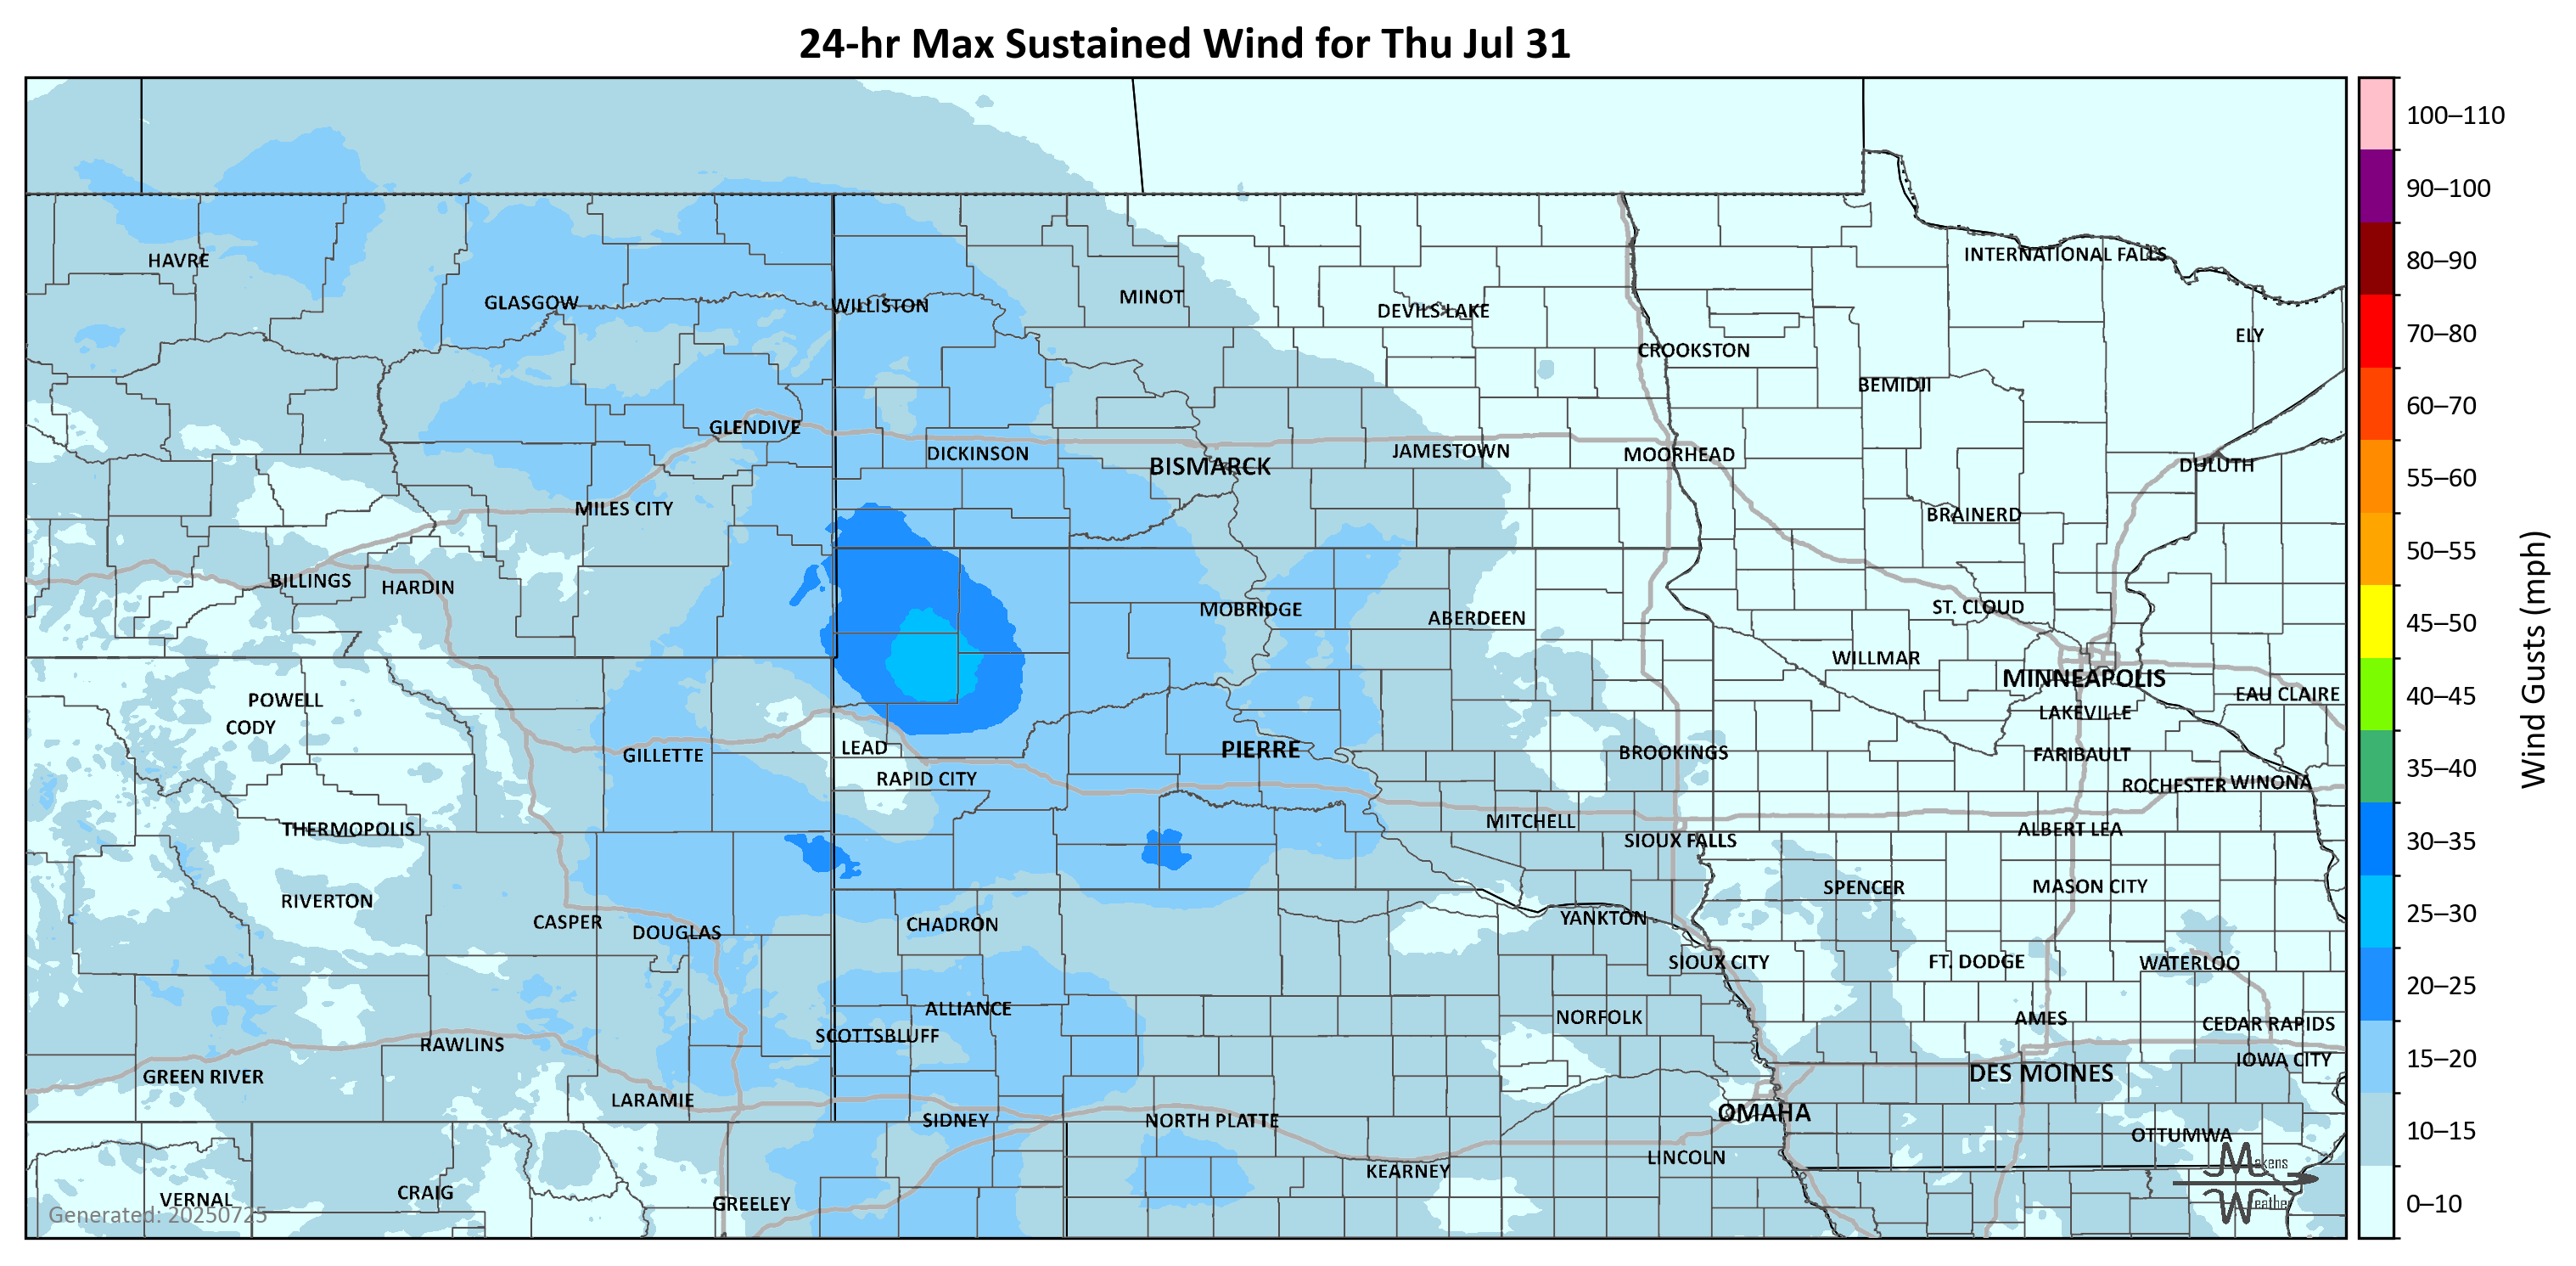 24-hr Max Sustained Wind for Thu Jul 31
100–110
90–100
80–90
70–80
60–70
55–60
50–55
45–50
40–45
35–40
30–35
25–30
20–25
15–20
10–15
0–10
Wind Gusts (mph)
HAVRE
GLASGOW
WILLISTON
MINOT
DEVILS LAKE
INTERNATIONAL FALLS
ELY
CROOKSTON
BEMIDJI
GLENDIVE
DICKINSON
BISMARCK
JAMESTOWN
MOORHEAD
DULUTH
MILES CITY
BRAINERD
BILLINGS
HARDIN
MOBRIDGE
ABERDEEN
ST. CLOUD
WILLMAR
MINNEAPOLIS
EAU CLAIRE
POWELL
CODY
LAKEVILLE
GILLETTE
LEAD
PIERRE
BROOKINGS
FARIBAULT
RAPID CITY
ROCHESTER
WINONA
THERMOPOLIS
MITCHELL
SIOUX FALLS
ALBERT LEA
RIVERTON
SPENCER
MASON CITY
CASPER
DOUGLAS
CHADRON
YANKTON
SIOUX CITY
FT. DODGE
WATERLOO
ALLIANCE
SCOTTSBLUFF
NORFOLK
AMES
CEDAR RAPIDS
RAWLINS
IOWA CITY
GREEN RIVER
DES MOINES
LARAMIE
SIDNEY
NORTH PLATTE
OMAHA
OTTUMWA
KEARNEY
LINCOLN
VERNAL
CRAIG
GREELEY
Generated: 20250725
Makens
Weather